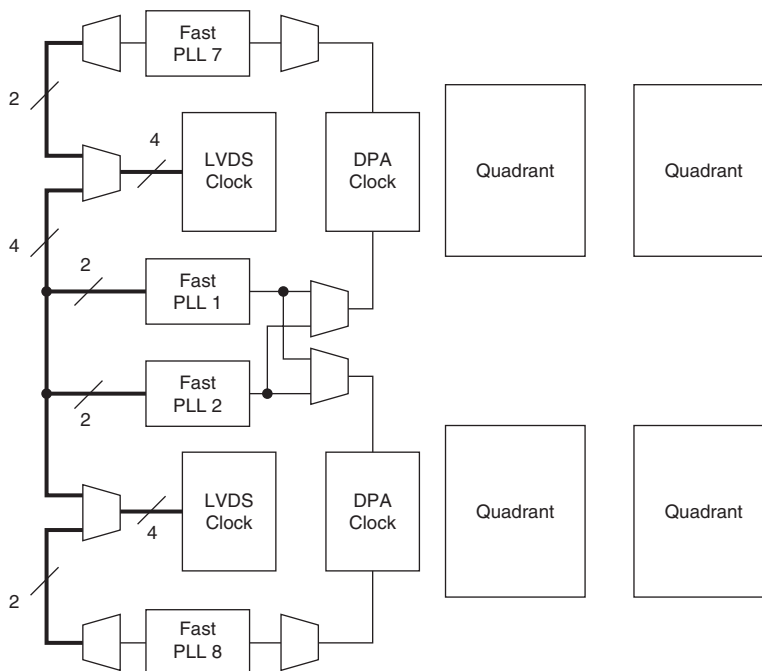 Fast
PLL 7
2
4
LVDS
Clock
DPA
Clock
Quadrant
Quadrant
4
2
Fast
PLL 1
Fast
PLL 2
2
LVDS
Clock
DPA
Clock
Quadrant
Quadrant
4
2
Fast
PLL 8